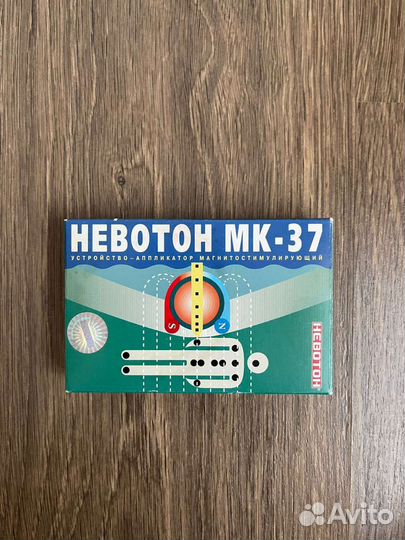 НЕВОТОН МК-37
УСТРОЙСТВО-АППЛИКАТОР МАГНИТОСТИМУЛИРУЮЩИЙ
S
N
НЕВОТОН
Avito